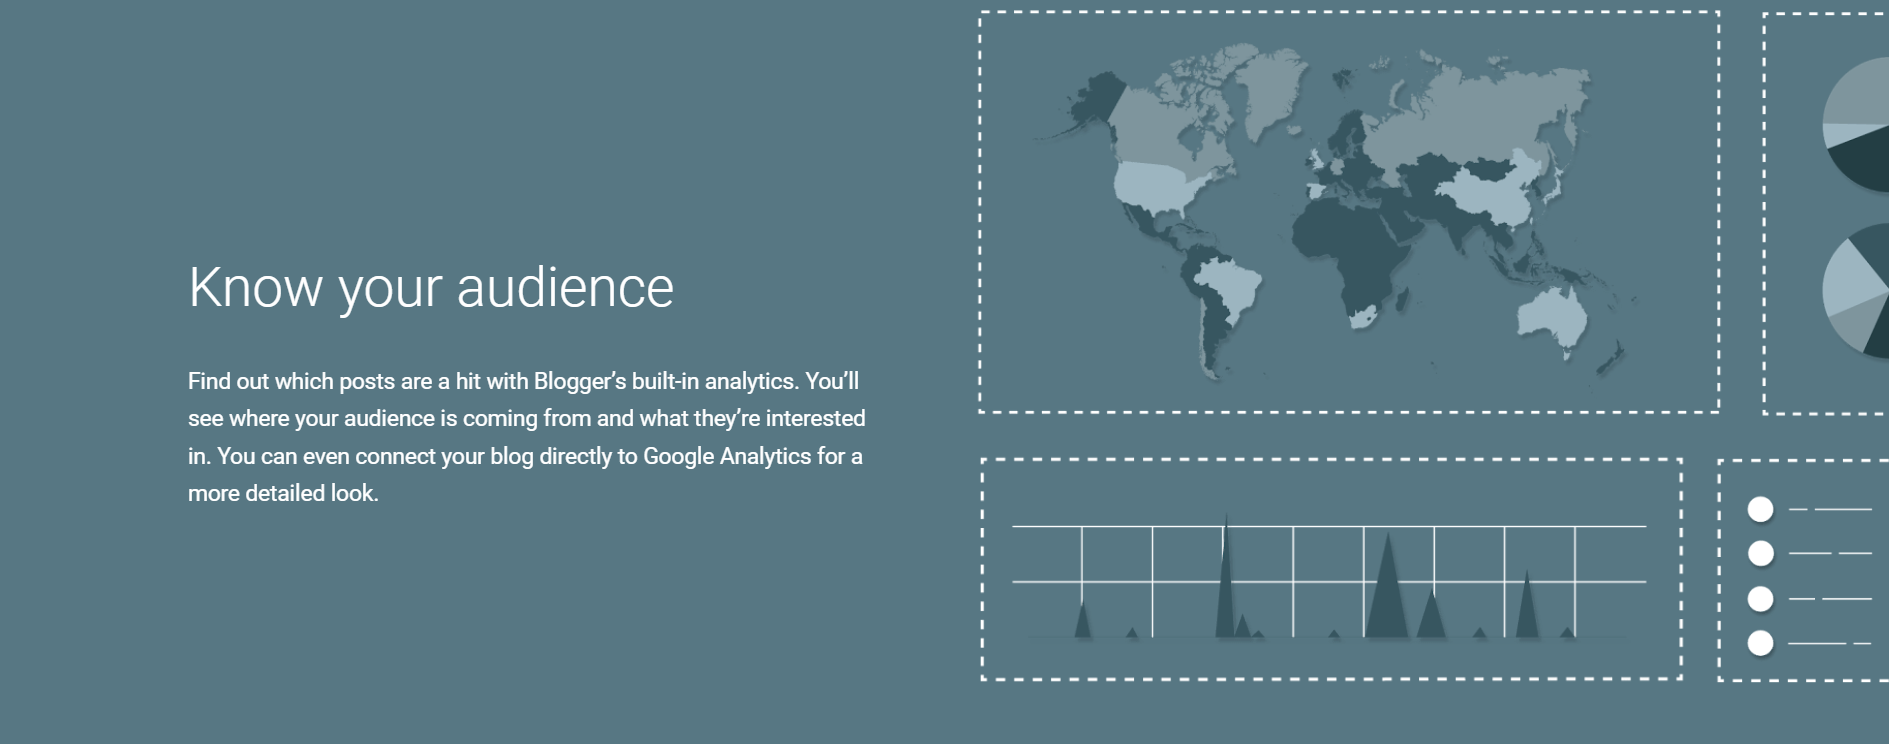 Know your audience
Find out which posts are a hit with Blogger’s built-in analytics. You’ll
see where your audience is coming from and what they’re interested
in. You can even connect your blog directly to Google Analytics for a
more detailed look.